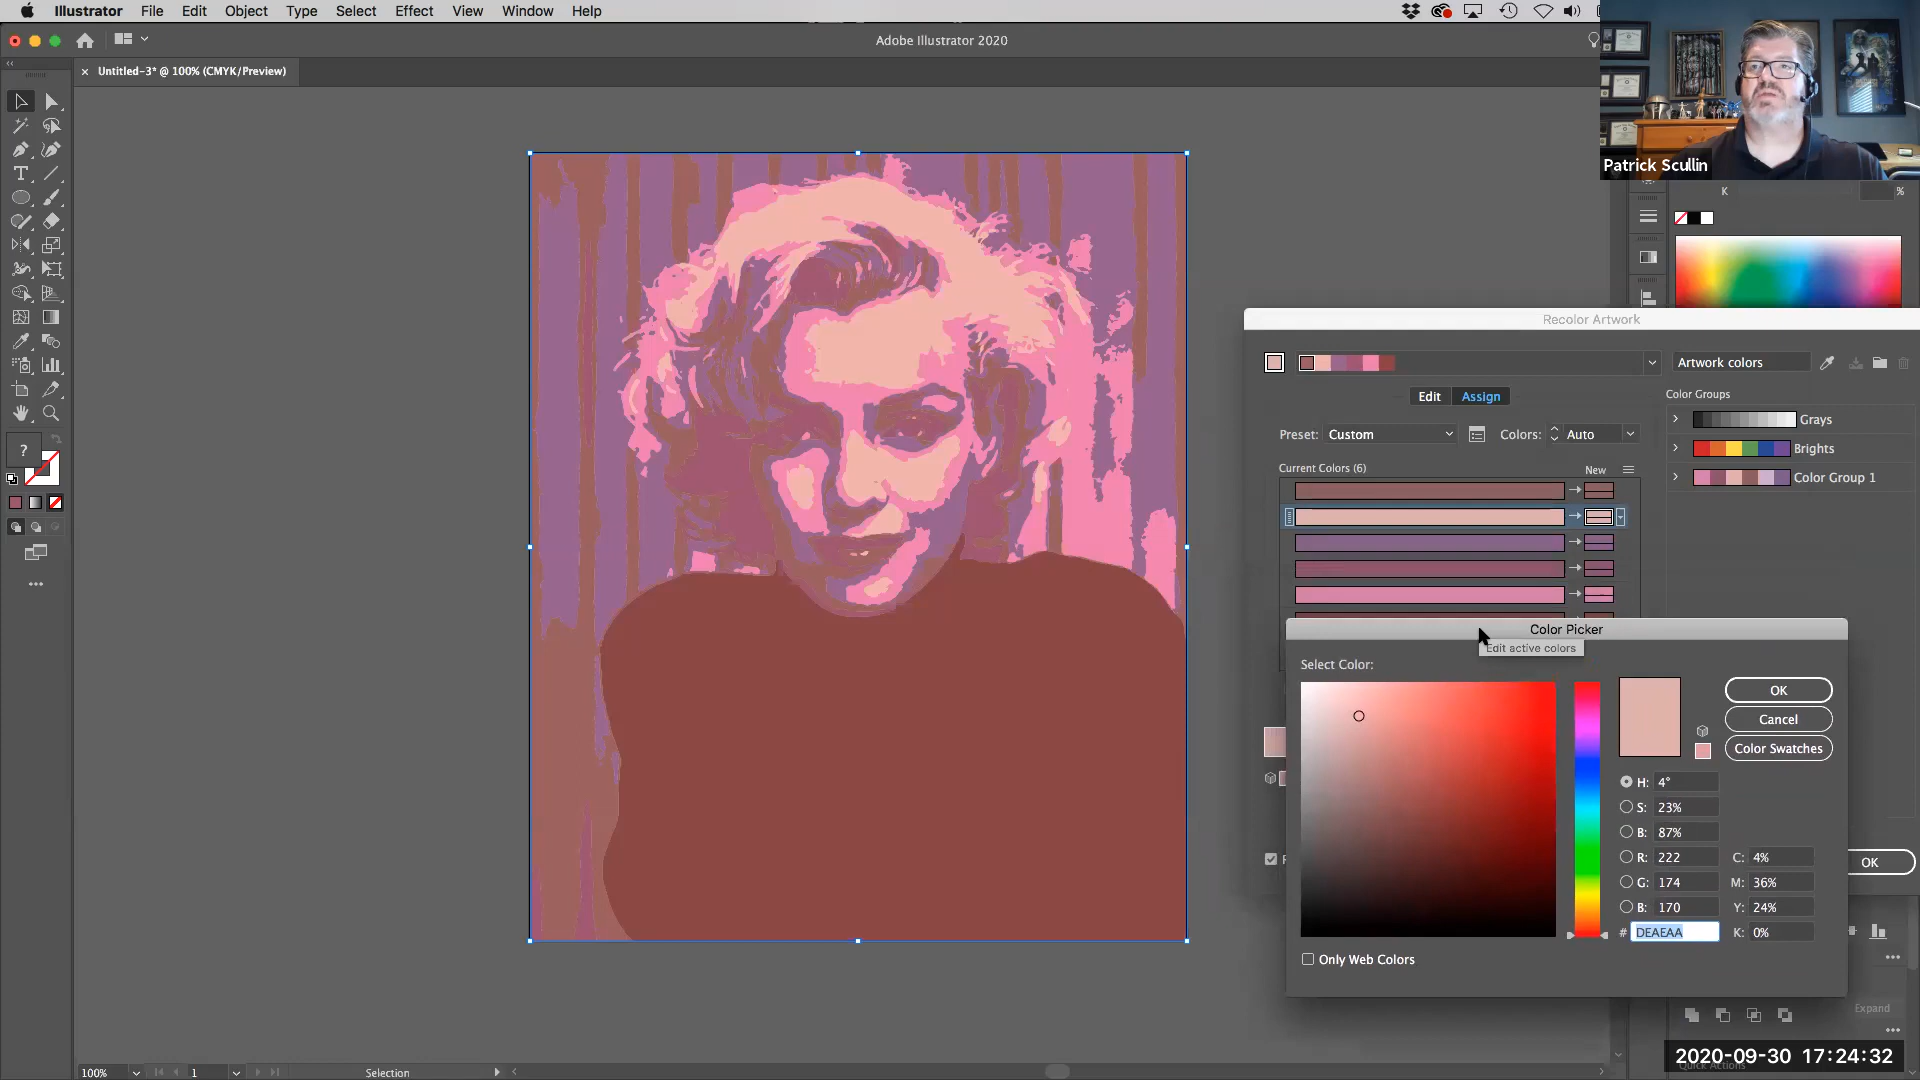 Illustrator File Edit Object Type Select Effect View Window Help
Adobe Illustrator 2020
× Untitled-3* @ 100% (CMYK/Preview)
Patrick Scullin
K %
Recolor Artwork
Artwork colors
Edit Assign
Color Groups
Grays
Preset: Custom Colors: Auto
Brights
Current Colors (6) New
Color Group 1
?
Color Picker
Edit active colors
Select Color:
OK
Cancel
Color Swatches
H: 4°
S: 23%
B: 87%
R: 222 C: 4%
G: 174 M: 36%
OK
B: 170 Y: 24%
# DEAEAA K: 0%
Only Web Colors
Expand
2020-09-30 17:24:32
Quick Actions
100% 1 Selection